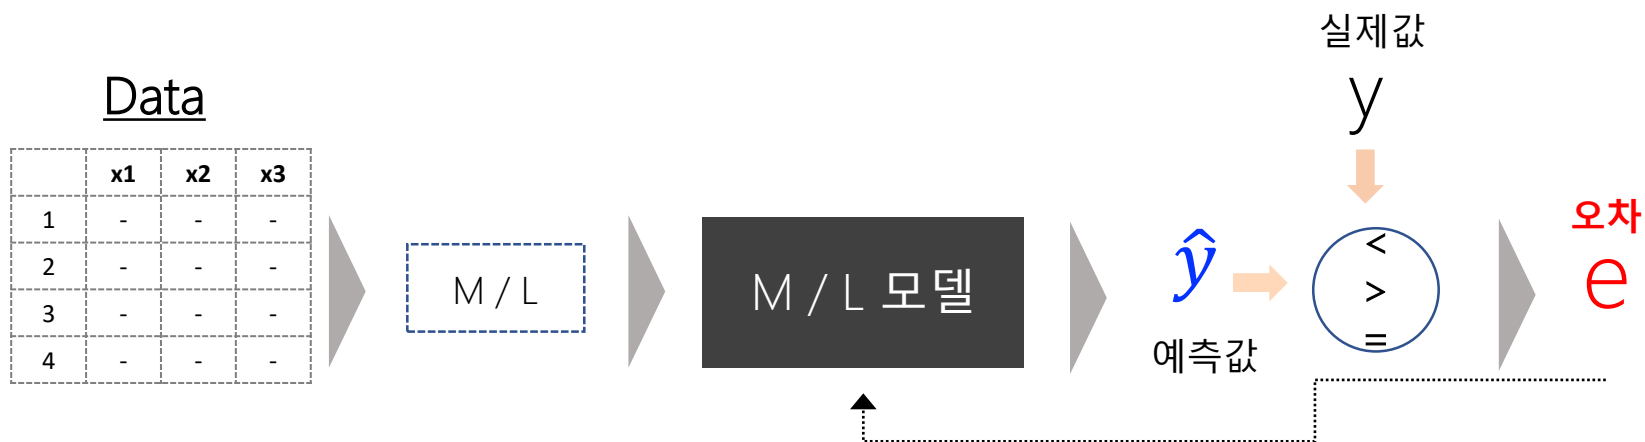 Data
x1 x2 x3
1 - - -
2 - - -
3 - - -
4 - - -
M / L
M / L 모델
ŷ
예측값
실제값
y
<
>
=
오차
e